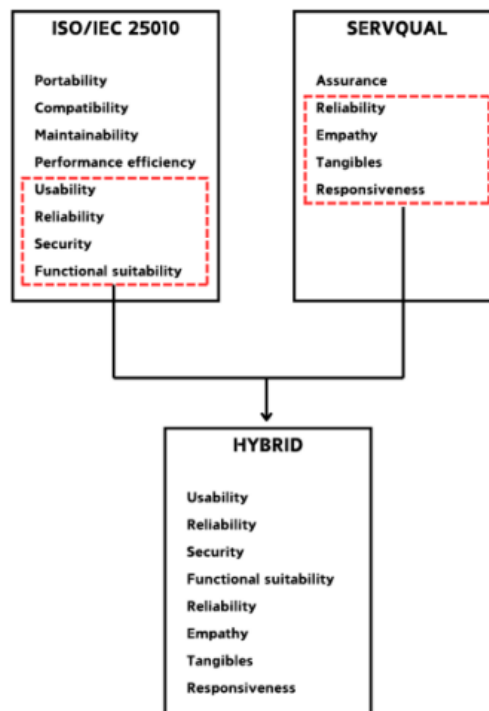 ISO/IEC 25010
Portability
Compatibility
Maintainability
Performance efficiency
Usability
Reliability
Security
Functional suitability
SERVQUAL
Assurance
Reliability
Empathy
Tangibles
Responsiveness
HYBRID
Usability
Reliability
Security
Functional suitability
Reliability
Empathy
Tangibles
Responsiveness